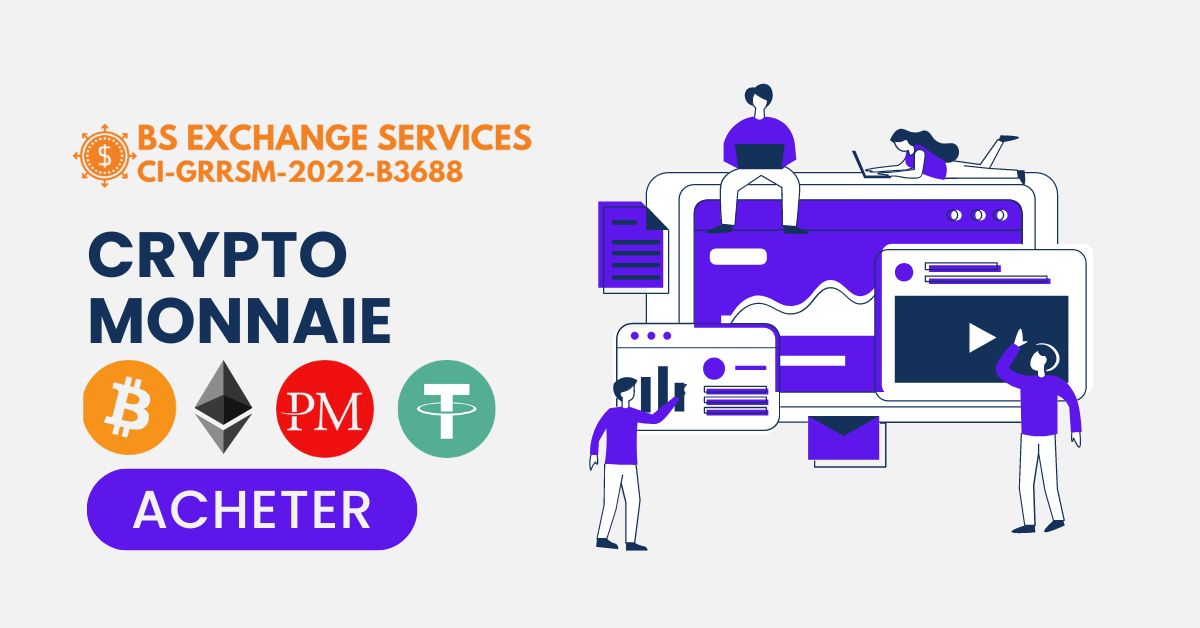 BS EXCHANGE SERVICES
CI-GRRSM-2022-B3688
CRYPTO
MONNAIE
PM
ACHETER